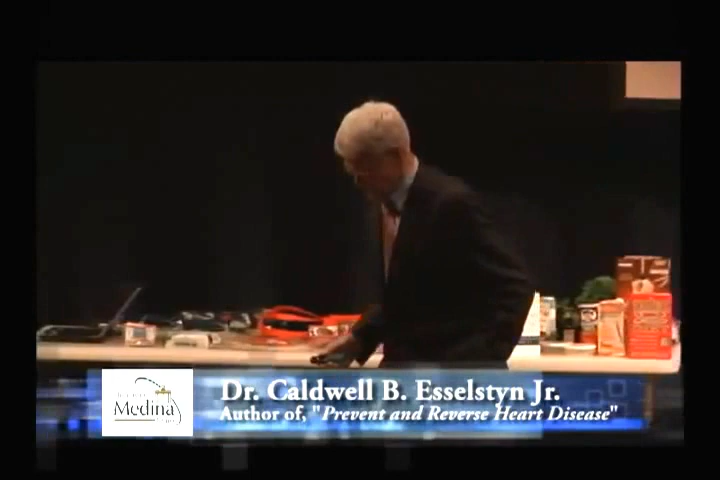 Medina
Dr. Caldwell B. Esselstyn Jr.
Author of, "Prevent and Reverse Heart Disease"